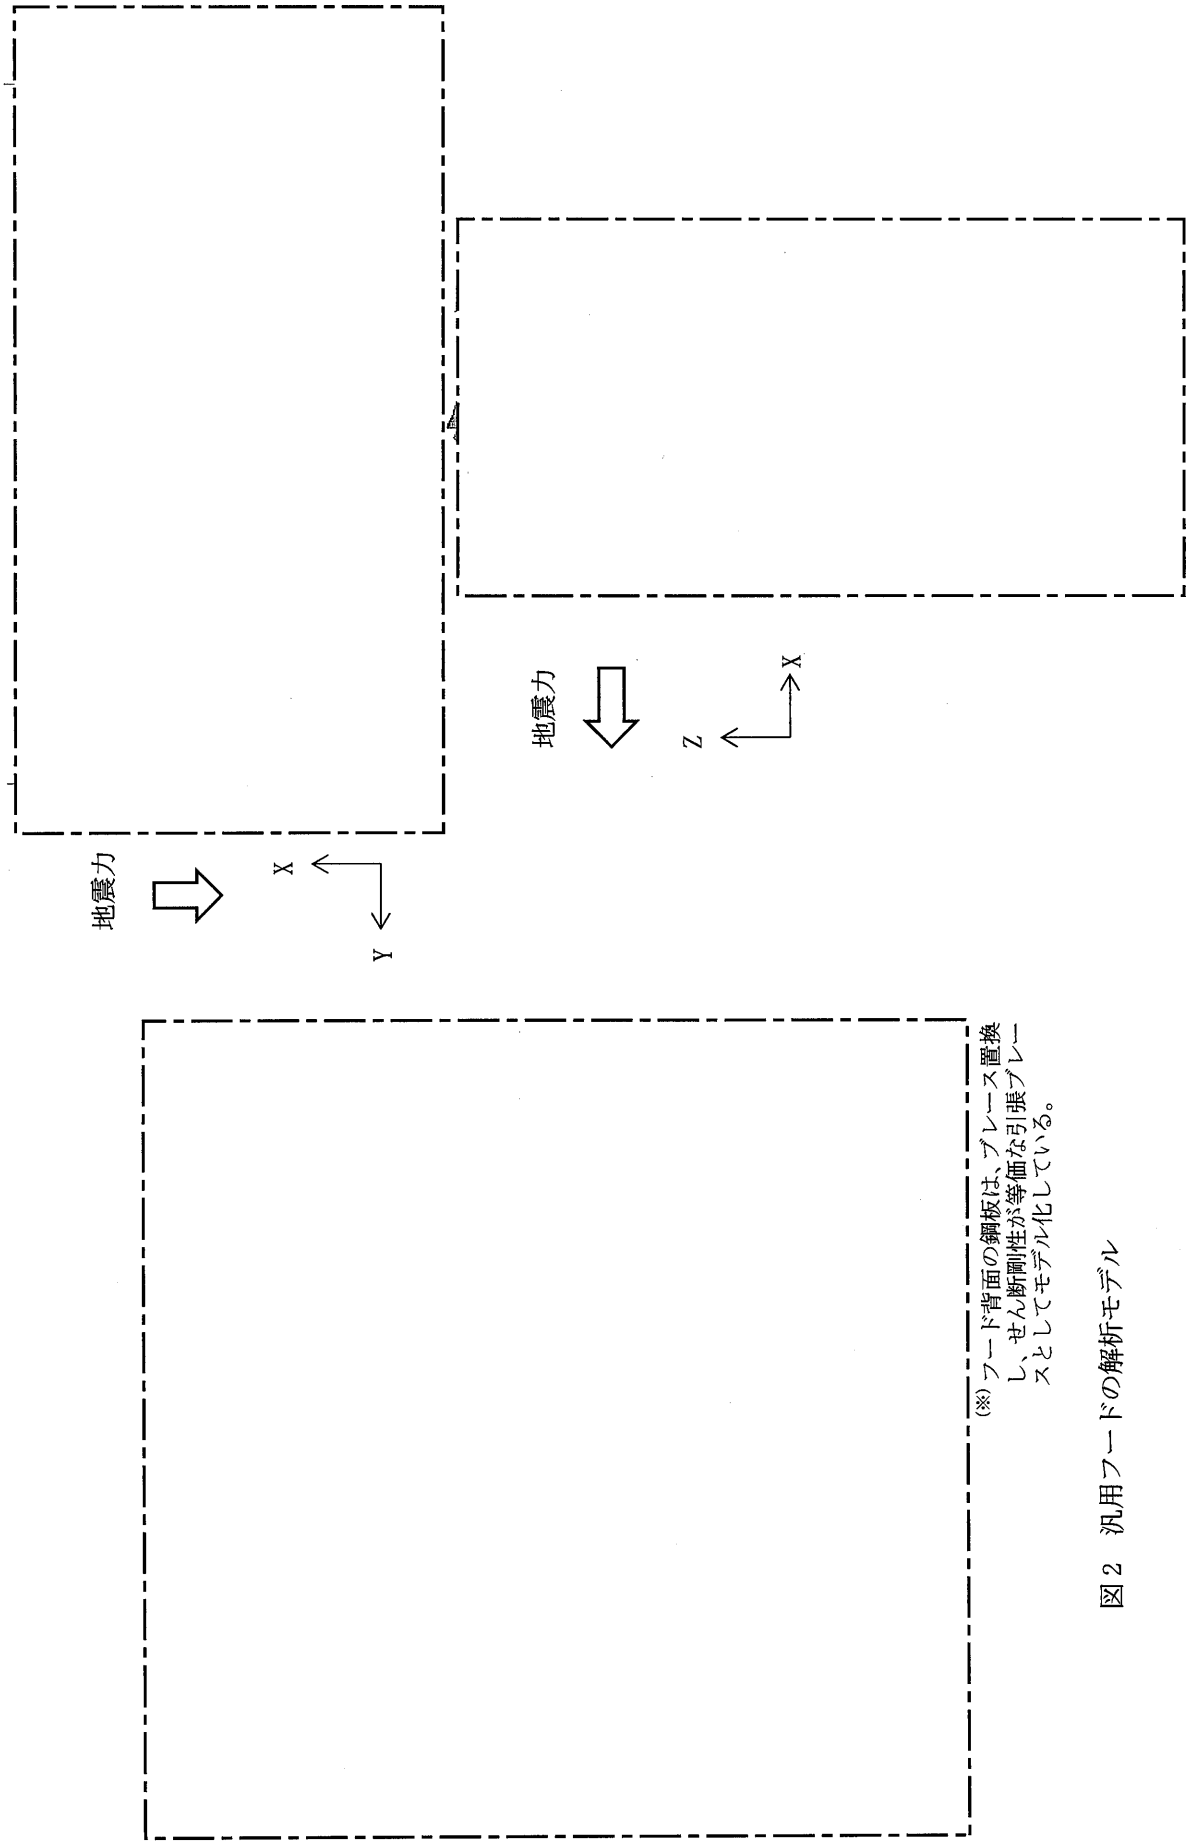 地震力
X
Y
地震力
Z
X
(※)フード背面の鋼板は、ブレース置換
し、せん断剛性が等価な引張ブレー
スとしてモデル化している。
図2 汎用フードの解析モデル